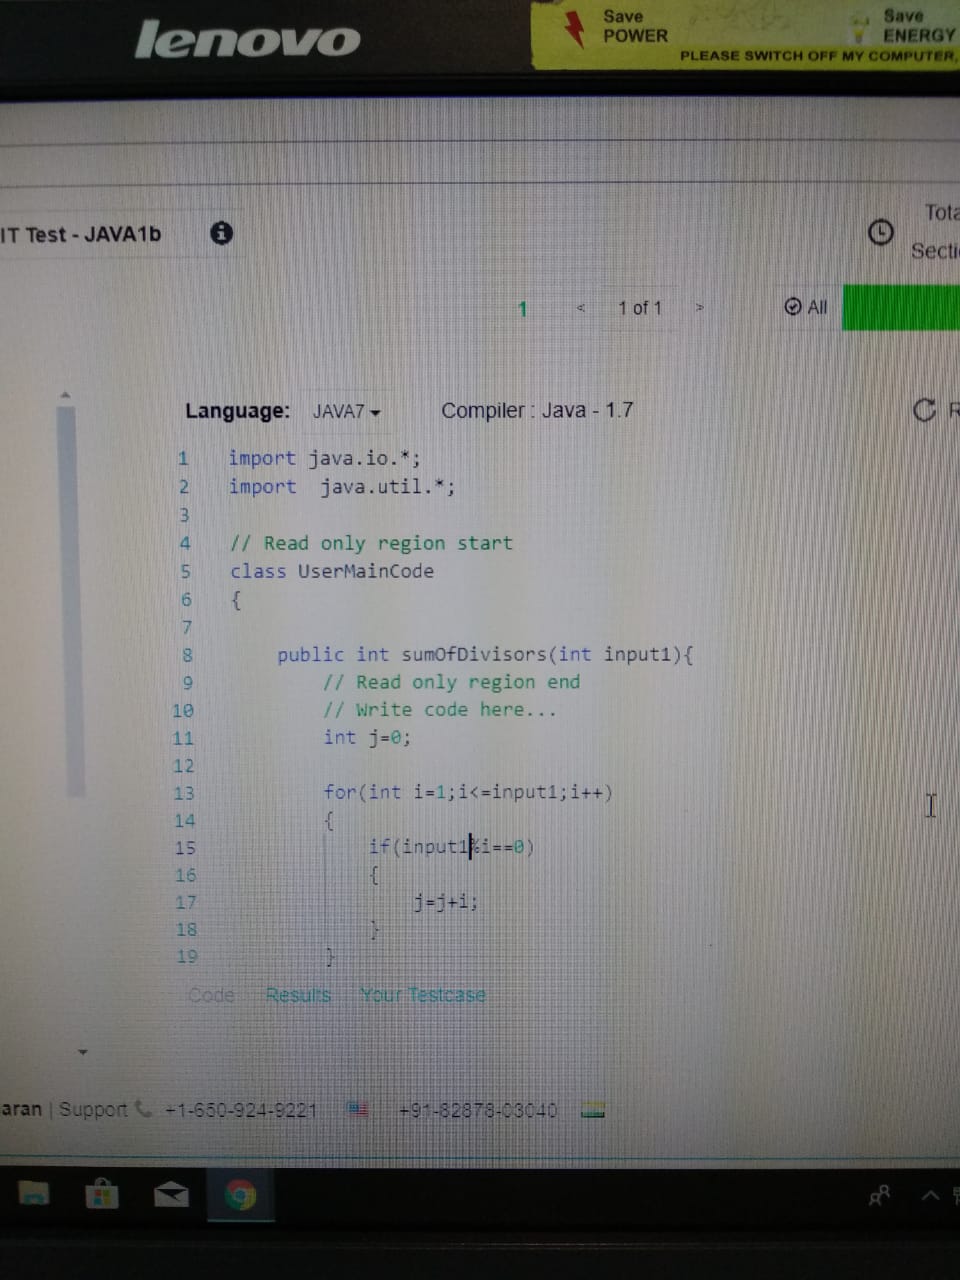 lenovo
Save
POWER
Save
ENERGY
PLEASE SWITCH OFF MY COMPUTER,
IT Test - JAVA1b
Secti
1 < 1 of 1 >
All
Language: JAVA7 Compiler : Java - 1.7
1 import java.io.*;
2 import java.util.*;
3
4 // Read only region start
5 class UserMainCode
6 {
7
8 public int sumOfDivisors(int input1){
9 // Read only region end
10 // Write code here...
11 int j=0;
12
13 for(int i=1;i<=input1;i++)
14 {
15 if(input1%i==0)
16 {
17 j=j+i;
18 }
19 }
Code Results Your Testcase
aran | Support +1-650-924-9221 +91-82878-03040